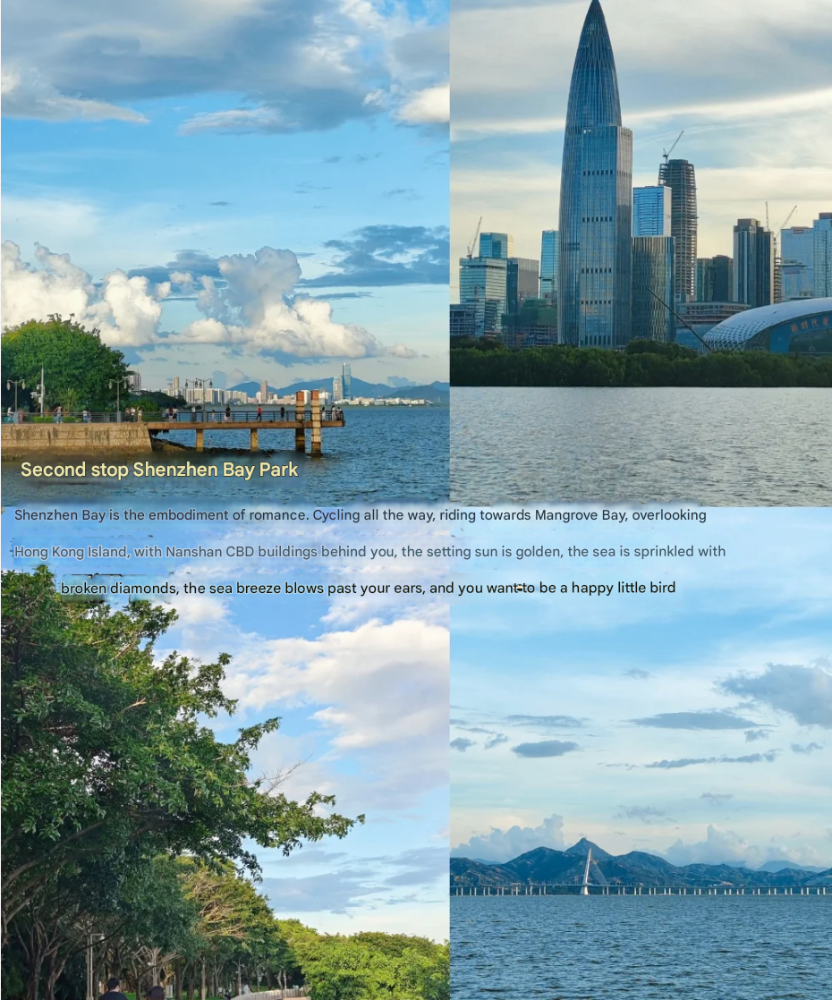 Second stop Shenzhen Bay Park
Shenzhen Bay is the embodiment of romance. Cycling all the way, riding towards Mangrove Bay, overlooking
Hong Kong Island, with Nanshan CBD buildings behind you, the setting sun is golden, the sea is sprinkled with
broken diamonds, the sea breeze blows past your ears, and you want to be a happy little bird